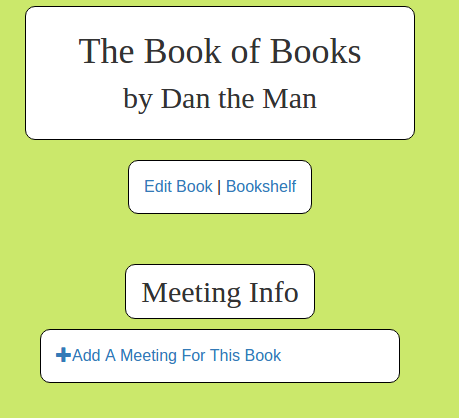 The Book of Books
by Dan the Man
Edit Book | Bookshelf
Meeting Info
Add A Meeting For This Book